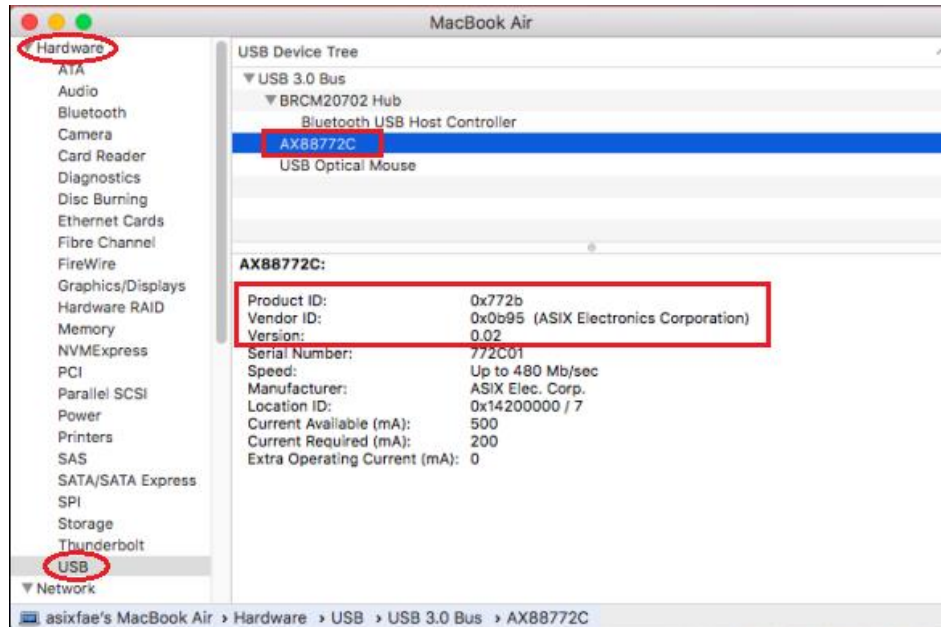 MacBook Air
Hardware
ATA
Audio
Bluetooth
Camera
Card Reader
Diagnostics
Disc Burning
Ethernet Cards
Fibre Channel
FireWire
Graphics/Displays
Hardware RAID
Memory
NVMExpress
PCI
Parallel SCSI
Power
Printers
SAS
SATA/SATA Express
SPI
Storage
Thunderbolt
USB
Network
USB Device Tree
USB 3.0 Bus
BRCM20702 Hub
Bluetooth USB Host Controller
AX88772C
USB Optical Mouse
AX88772C:
Product ID: 0x772b
Vendor ID: 0x0b95 (ASIX Electronics Corporation)
Version: 0.02
Serial Number: 772C01
Speed: Up to 480 Mb/sec
Manufacturer: ASIX Elec. Corp.
Location ID: 0x14200000 / 7
Current Available (mA): 500
Current Required (mA): 200
Extra Operating Current (mA): 0
asixfae's MacBook Air › Hardware › USB › USB 3.0 Bus › AX88772C